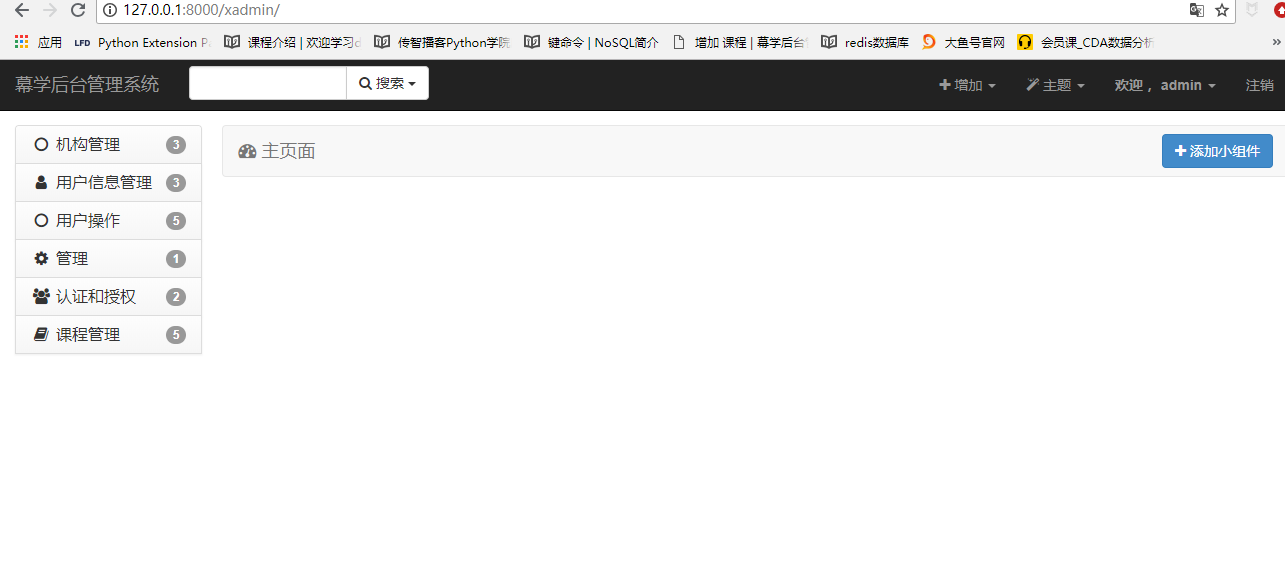 127.0.0.1:8000/xadmin/
应用 LFD Python Extension P 课程介绍 | 欢迎学习 传智播客Python学院 键命令 | NoSQL简介 增加 课程 | 幕学后台 redis数据库 大鱼号官网 会员课_CDA数据分析 »
幕学后台管理系统 搜索 增加 主题 欢迎， admin 注销
机构管理 3
用户信息管理 3
用户操作 5
管理 1
认证和授权 2
课程管理 5
主页面 添加小组件